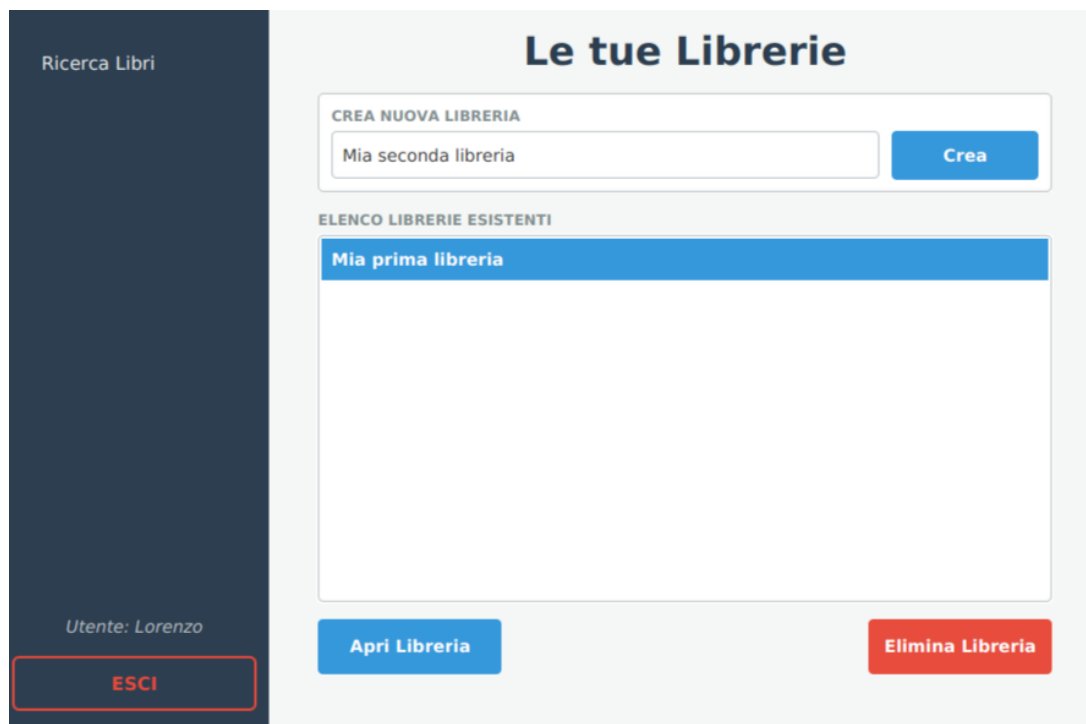 Ricerca Libri
Utente: Lorenzo
ESCI
Le tue Librerie
CREA NUOVA LIBRERIA
Mia seconda libreria
Crea
ELENCO LIBRERIE ESISTENTI
Mia prima libreria
Apri Libreria
Elimina Libreria